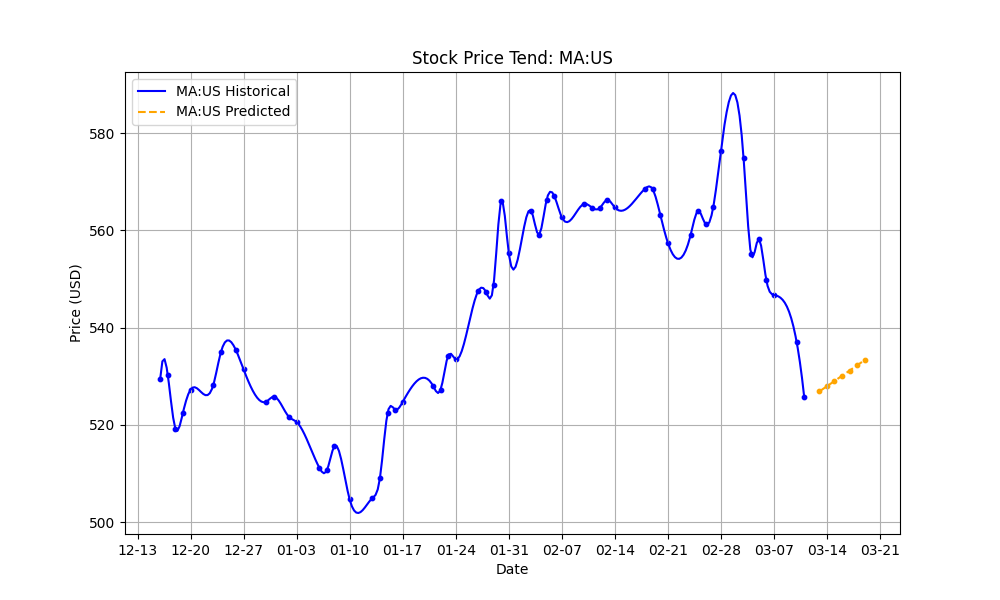 Stock Price Tend: MA:US
MA:US Historical
MA:US Predicted
580
560
540
520
500
Price (USD)
12-13 12-20 12-27 01-03 01-10 01-17 01-24 01-31 02-07 02-14 02-21 02-28 03-07 03-14 03-21
Date